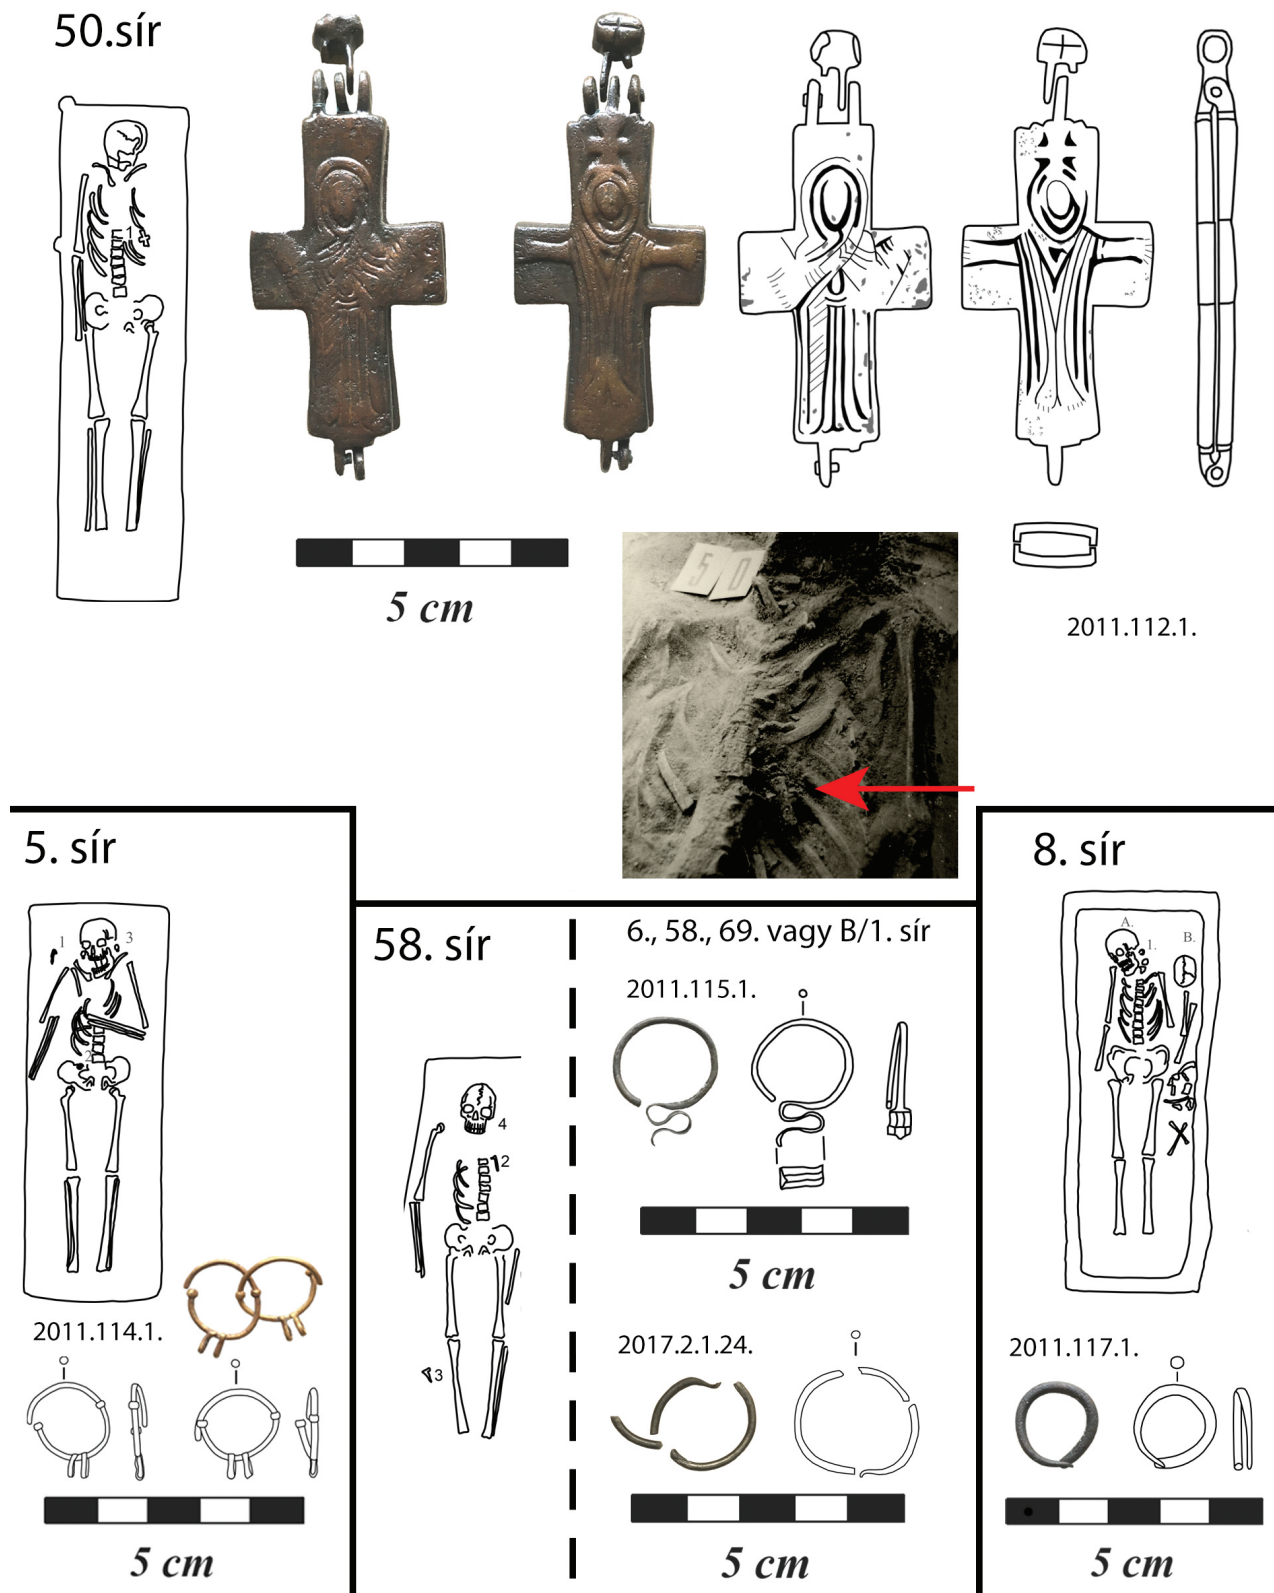 50.sír
1
5 cm
50
2011.112.1.
5. sír
1
3
2
2011.114.1.
5 cm
58. sír
4
2
3
6., 58., 69. vagy B/1. sír
2011.115.1.
5 cm
2017.2.1.24.
5 cm
8. sír
A.
1.
B.
2011.117.1.
5 cm